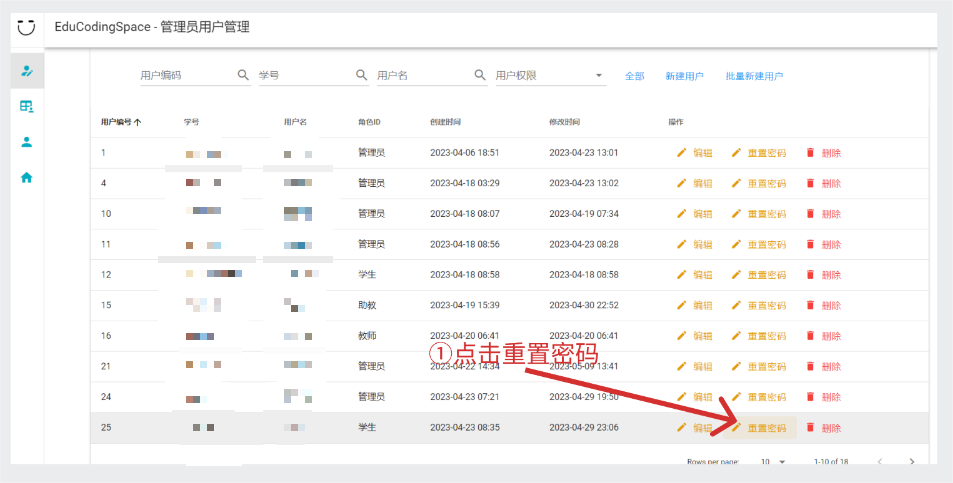 EduCodingSpace - 管理员用户管理
用户编码 学号 用户名 用户权限 全部 新建用户 批量新建用户
用户编号 学号 用户名 角色ID 创建时间 修改时间 操作
1 管理员 2023-04-06 18:51 2023-04-23 13:01 编辑 重置密码 删除
4 管理员 2023-04-18 03:29 2023-04-23 13:02 编辑 重置密码 删除
10 管理员 2023-04-18 08:07 2023-04-19 07:34 编辑 重置密码 删除
11 管理员 2023-04-18 08:56 2023-04-23 08:28 编辑 重置密码 删除
12 学生 2023-04-18 08:58 2023-04-18 08:58 编辑 重置密码 删除
15 助教 2023-04-19 15:39 2023-04-30 22:52 编辑 重置密码 删除
16 教师 2023-04-20 06:41 2023-04-20 06:41 编辑 重置密码 删除
①点击重置密码
21 管理员 2023-04-22 14:34 2023-05-09 13:41 编辑 重置密码 删除
24 管理员 2023-04-23 07:21 2023-04-29 19:50 编辑 重置密码 删除
25 学生 2023-04-23 08:35 2023-04-29 23:06 编辑 重置密码 删除
Rows per page: 10 1-10 of 18